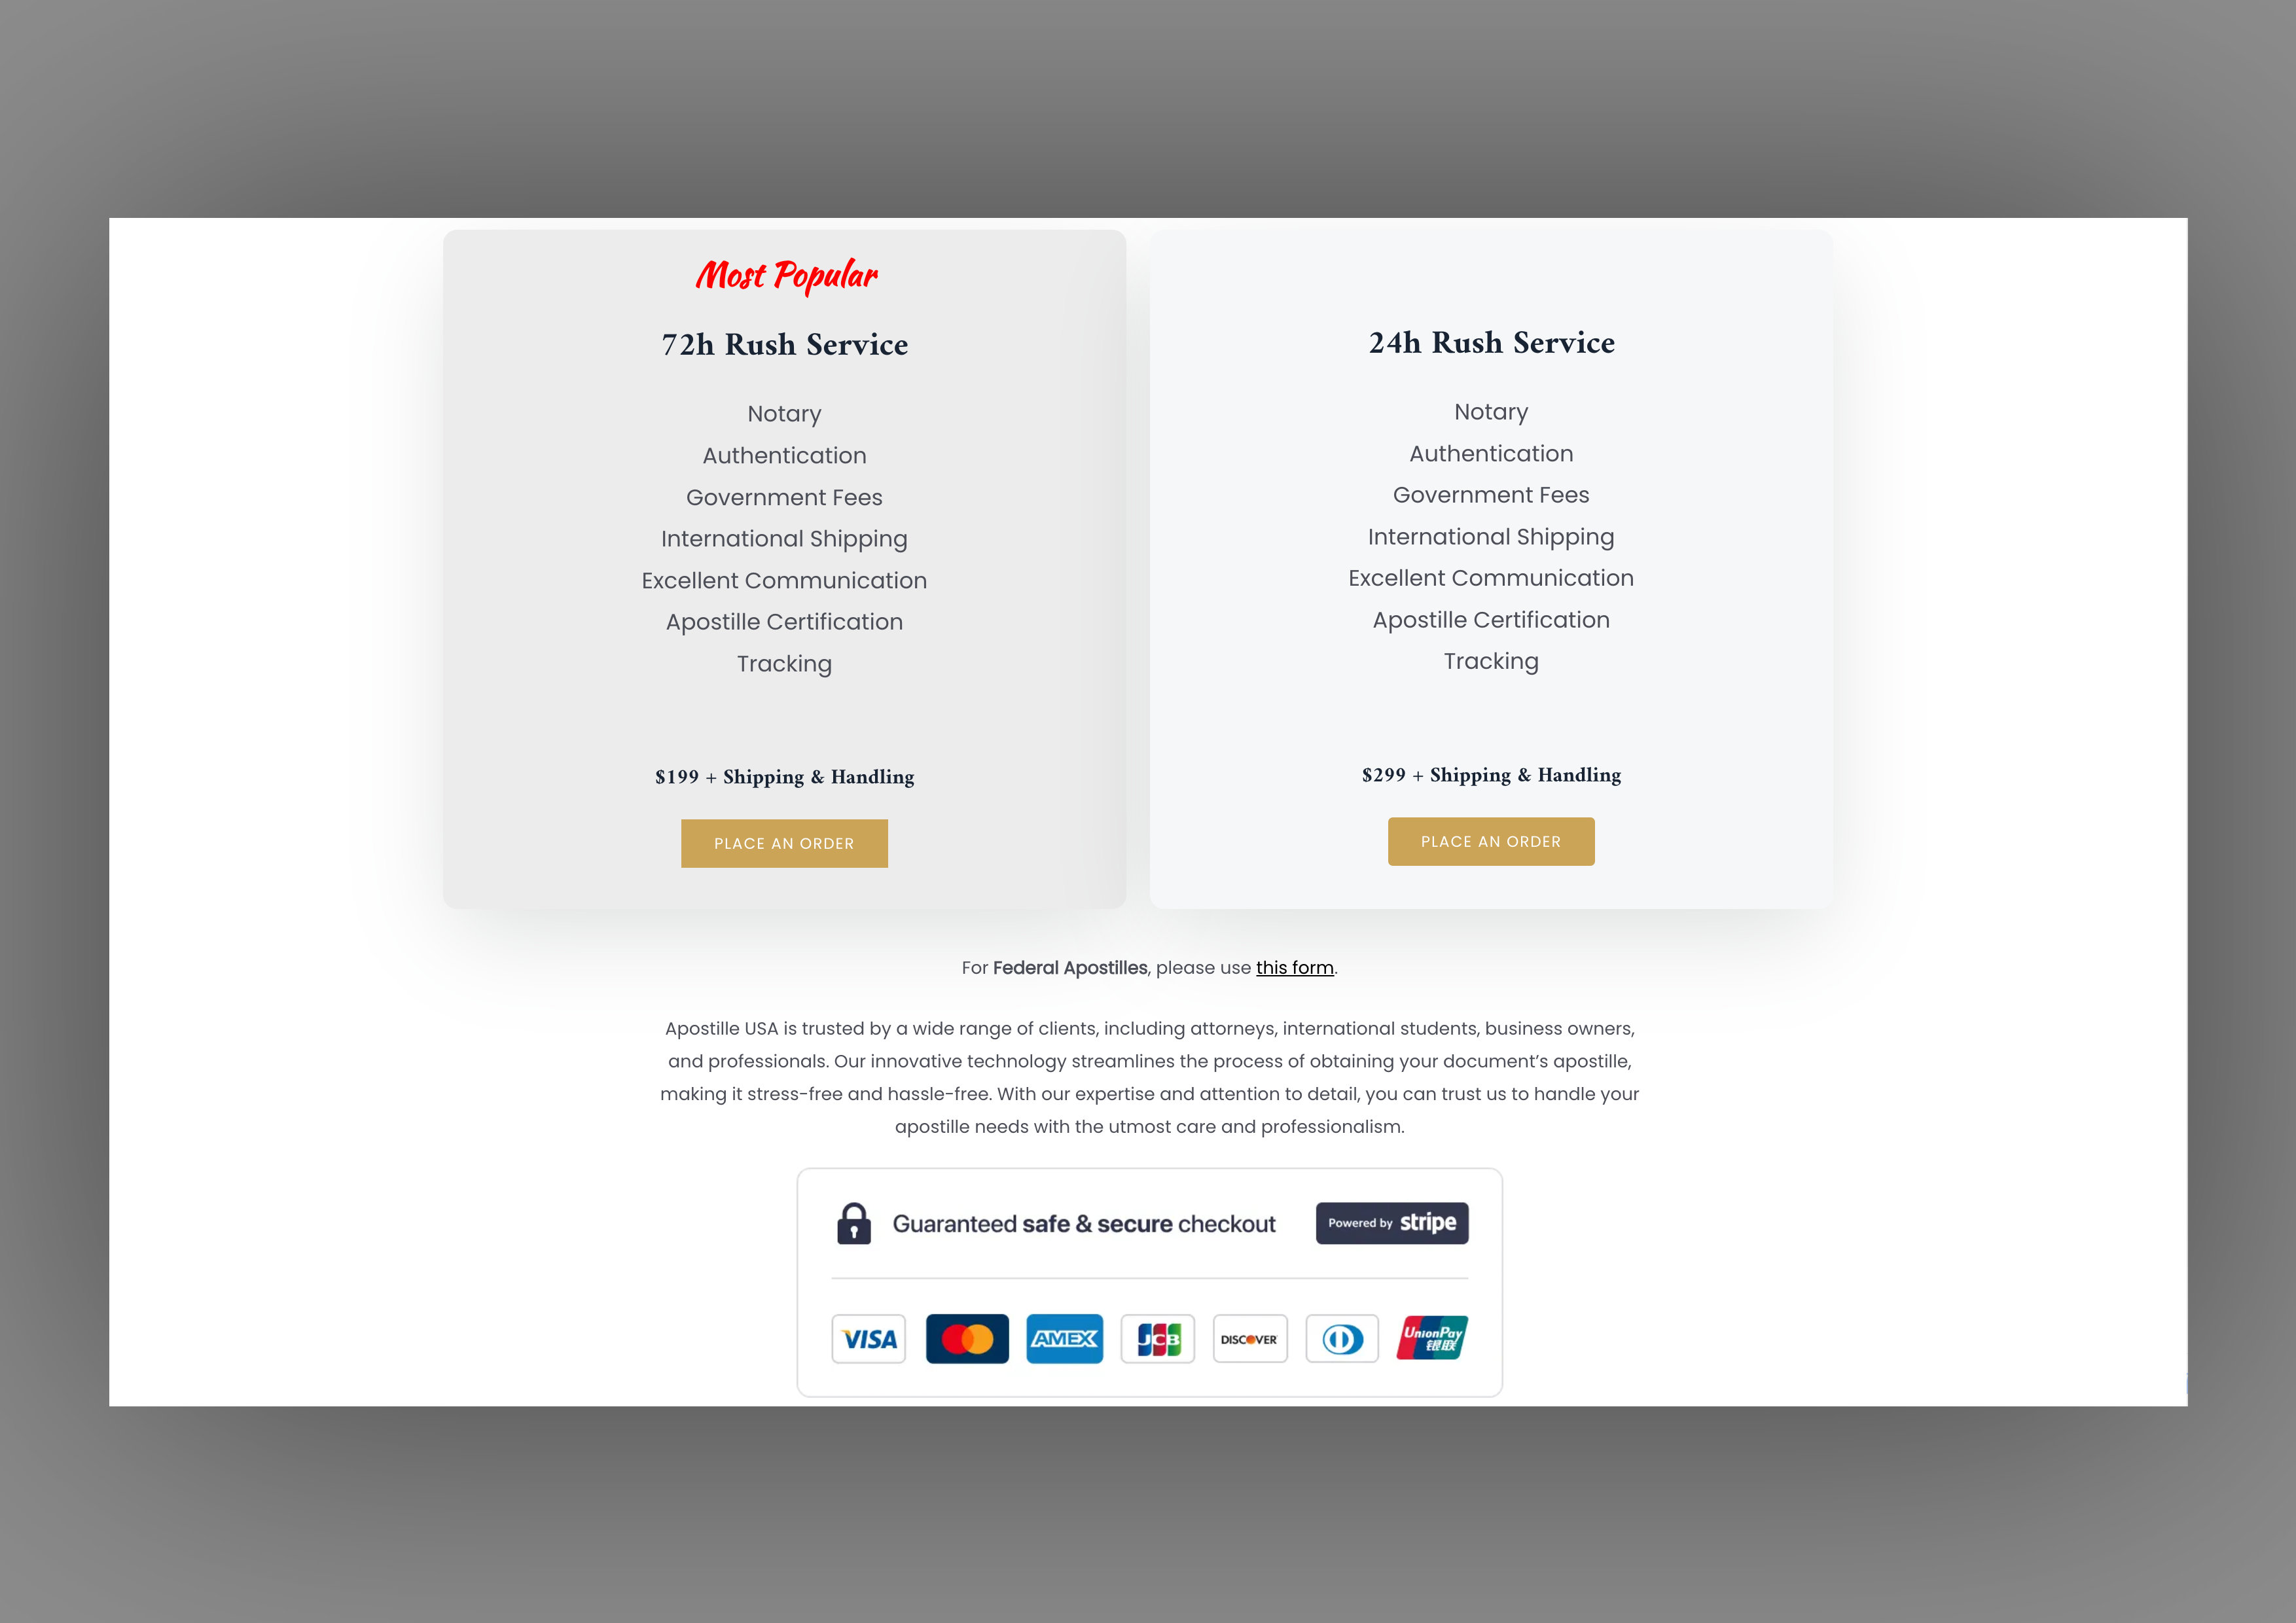 Most Popular
72h Rush Service
Notary
Authentication
Government Fees
International Shipping
Excellent Communication
Apostille Certification
Tracking
$199 + Shipping & Handling
PLACE AN ORDER
24h Rush Service
Notary
Authentication
Government Fees
International Shipping
Excellent Communication
Apostille Certification
Tracking
$299 + Shipping & Handling
PLACE AN ORDER
For Federal Apostilles, please use this form.
Apostille USA is trusted by a wide range of clients, including attorneys, international students, business owners,
and professionals. Our innovative technology streamlines the process of obtaining your document’s apostille,
making it stress-free and hassle-free. With our expertise and attention to detail, you can trust us to handle your
apostille needs with the utmost care and professionalism.
Guaranteed safe & secure checkout
Powered by stripe
VISA
AMEX
JCB
DISCOVER
UnionPay
银联